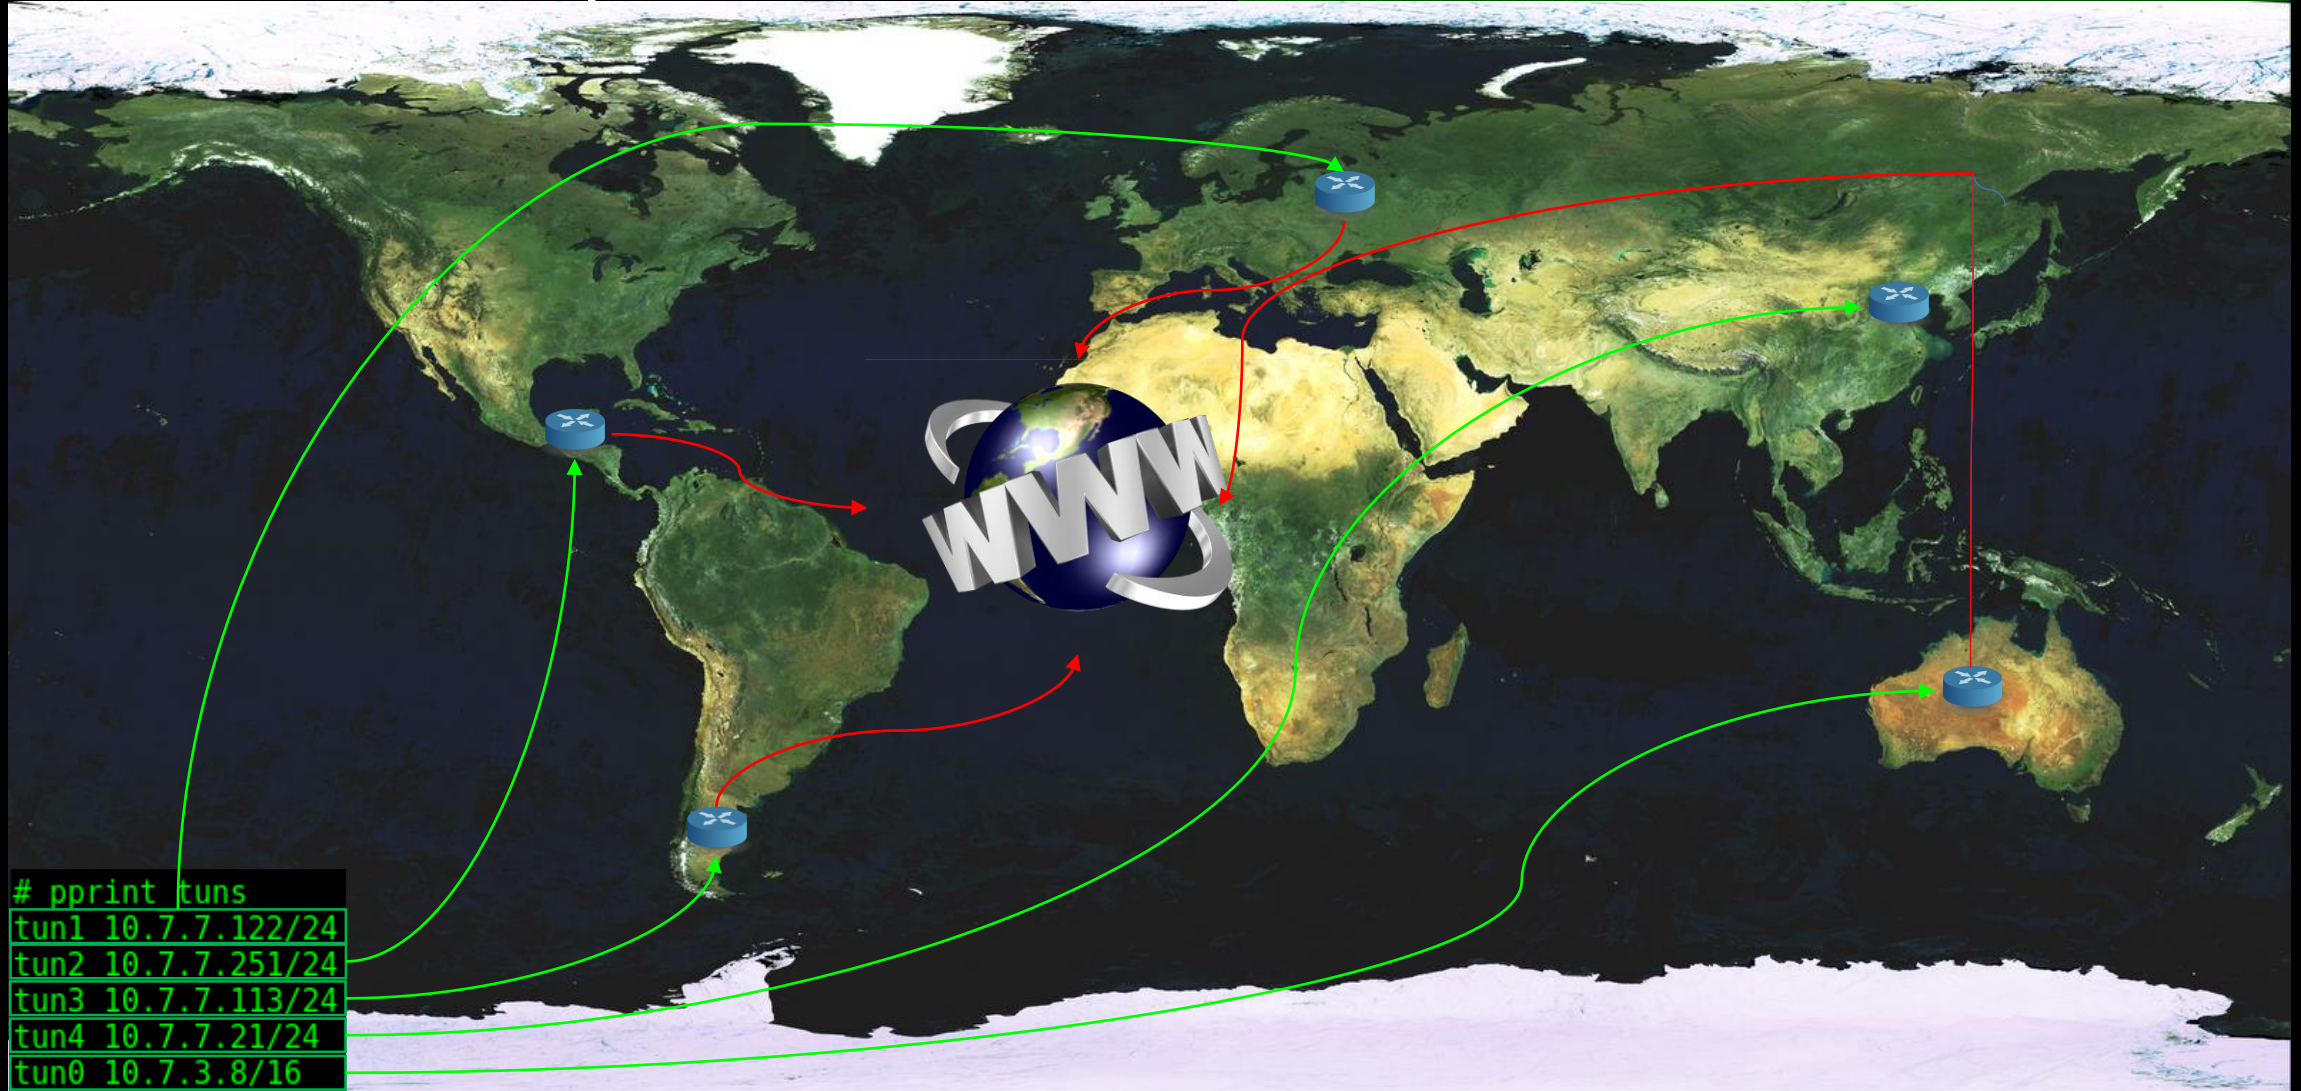 WWW
# pprint tuns
tun1 10.7.7.122/24
tun2 10.7.7.251/24
tun3 10.7.7.113/24
tun4 10.7.7.21/24
tun0 10.7.3.8/16